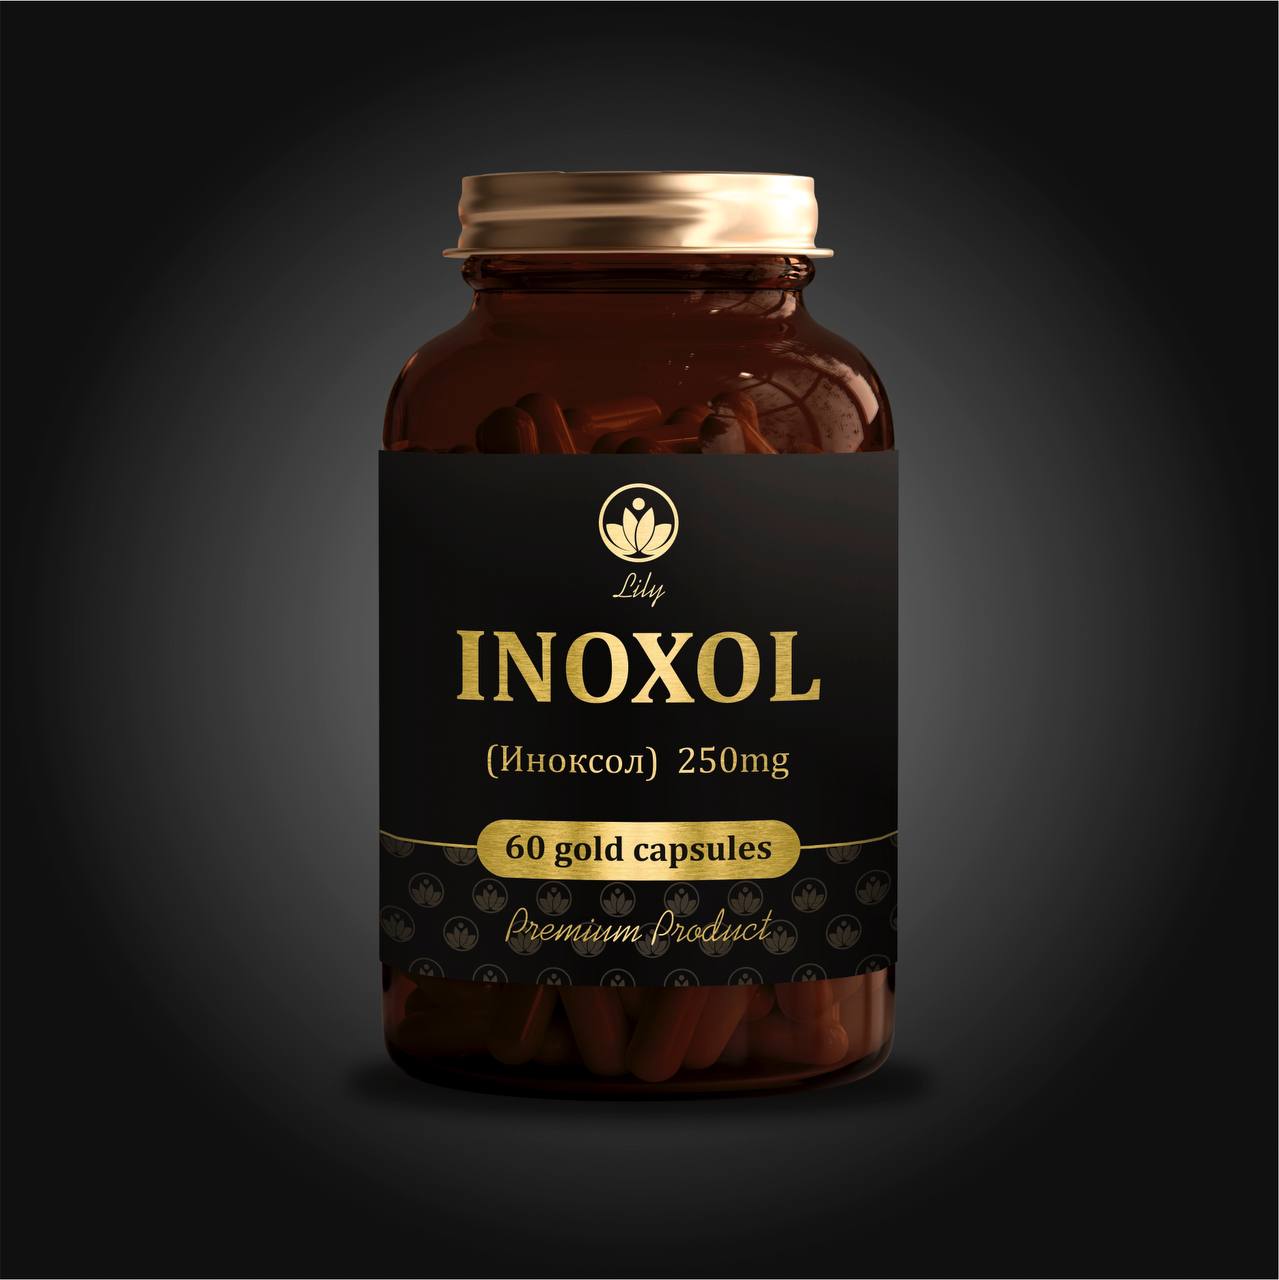 Lily
INOXOL
(Иноксол) 250mg
60 gold capsules
Premium Product